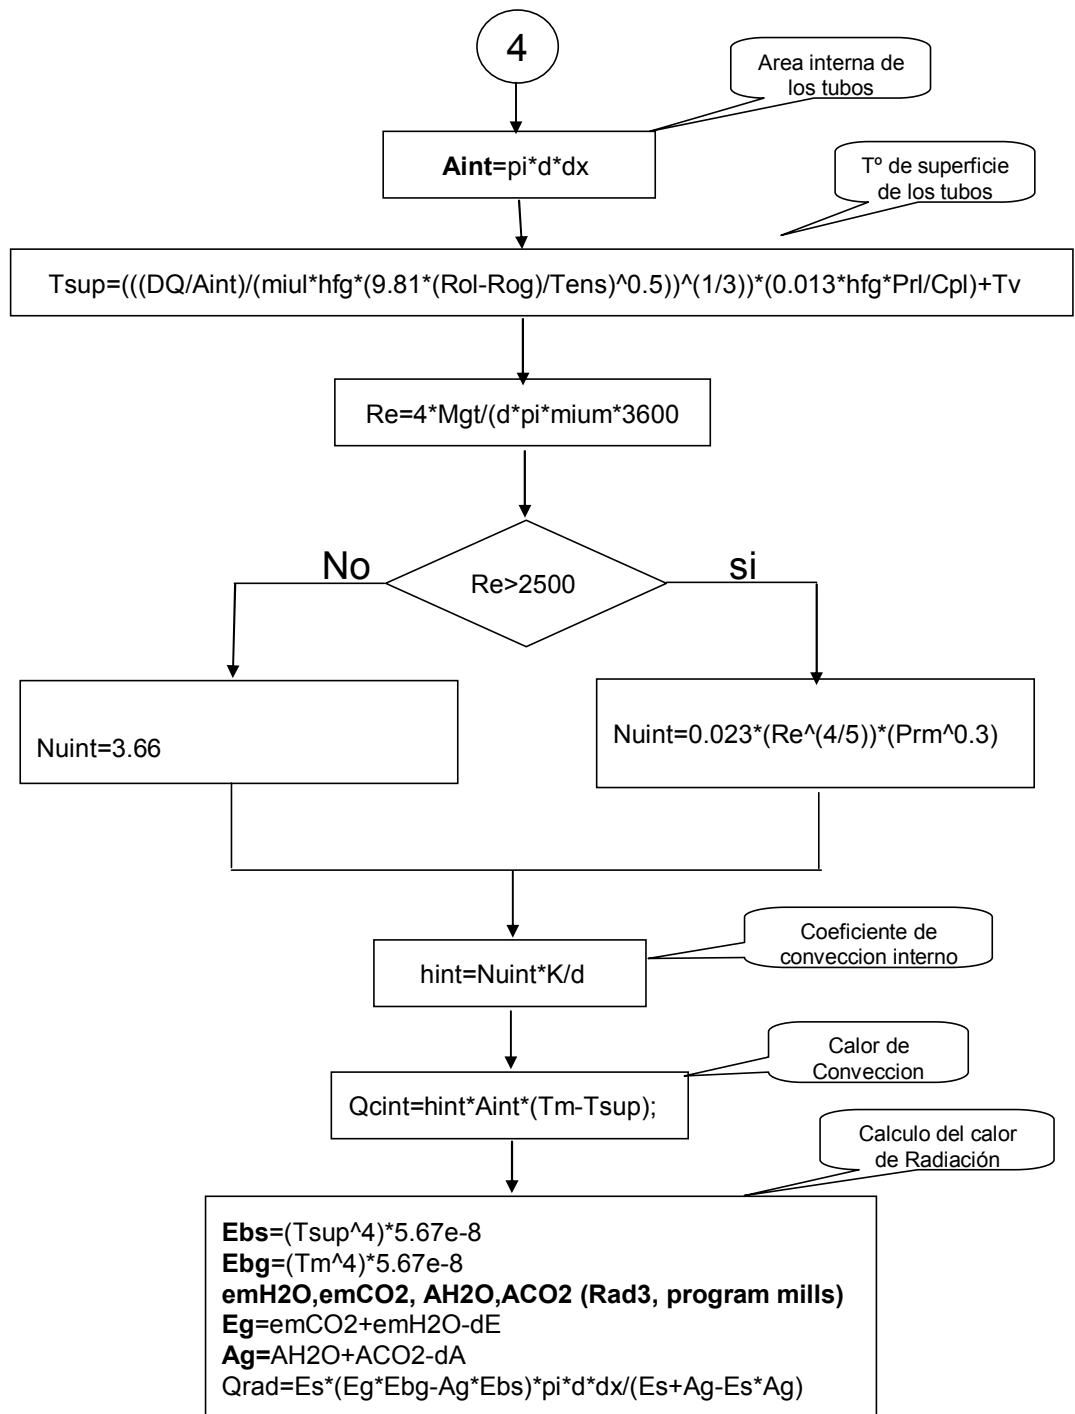 4
Area interna de
los tubos
Aint=pi*d*dx
Tº de superficie
de los tubos
Tsup=(((DQ/Aint)/(miul*hfg*(9.81*(Rol-Rog)/Tens)^0.5))^(1/3))*(0.013*hfg*Prl/Cpl)+Tv
Re=4*Mgt/(d*pi*mium*3600
No
si
Re>2500
Nuint=3.66
Nuint=0.023*(Re^(4/5))*(Prm^0.3)
Coeficiente de
conveccion interno
hint=Nuint*K/d
Calor de
Conveccion
Qcint=hint*Aint*(Tm-Tsup);
Calculo del calor
de Radiación
Ebs=(Tsup^4)*5.67e-8
Ebg=(Tm^4)*5.67e-8
emH2O,emCO2, AH2O,ACO2 (Rad3, program mills)
Eg=emCO2+emH2O-dE
Ag=AH2O+ACO2-dA
Qrad=Es*(Eg*Ebg-Ag*Ebs)*pi*d*dx/(Es+Ag-Es*Ag)